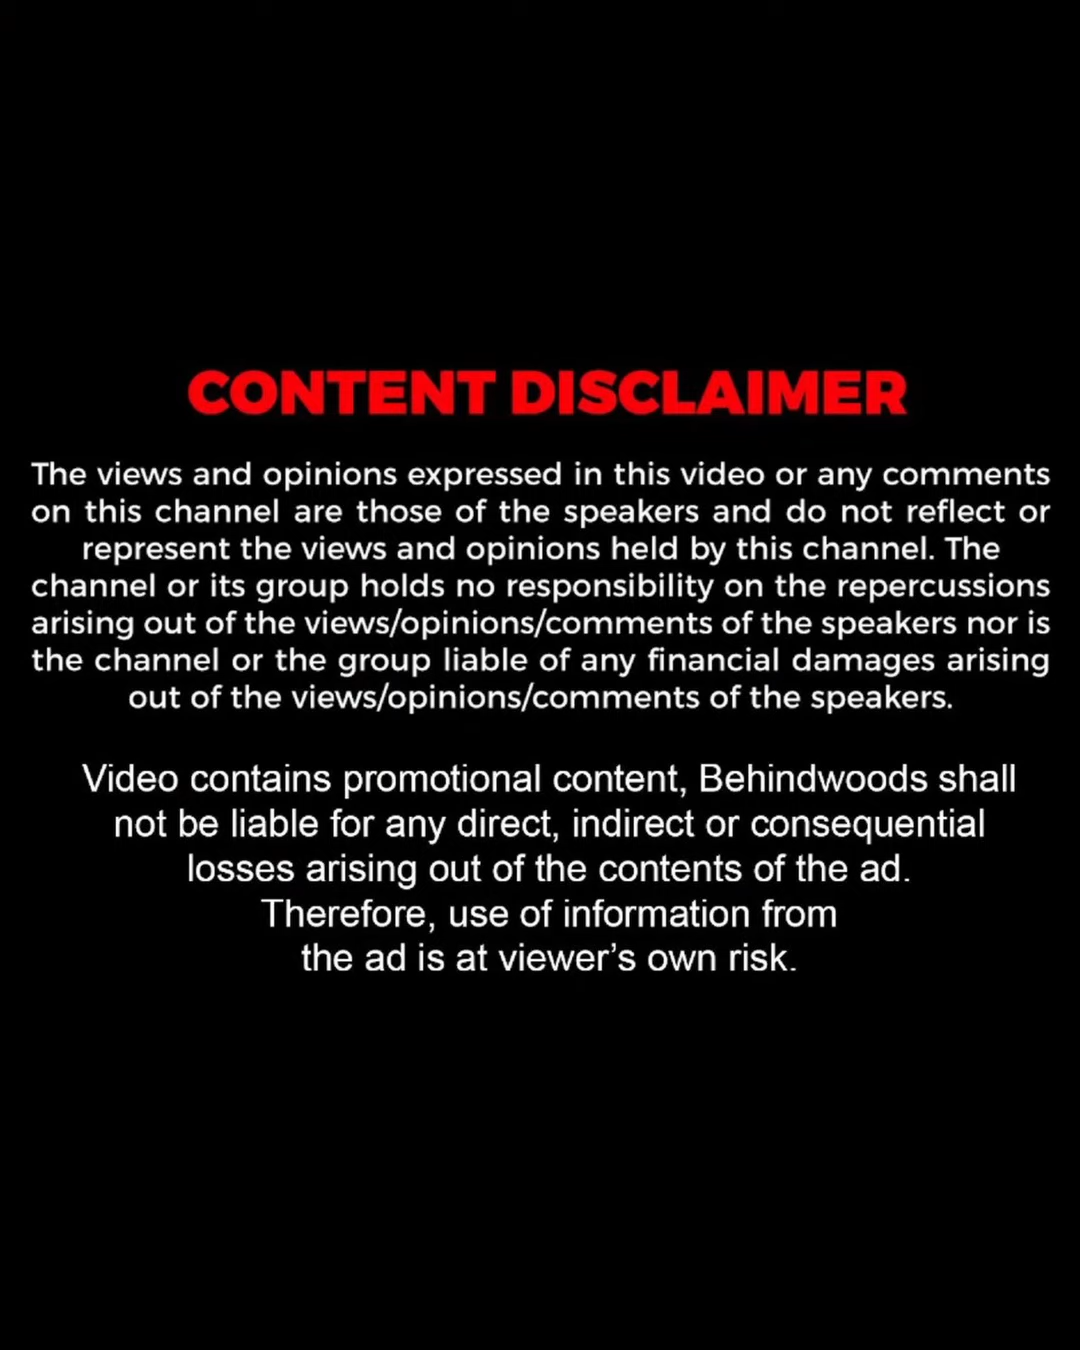 CONTENT DISCLAIMER
The views and opinions expressed in this video or any comments
on this channel are those of the speakers and do not reflect or
represent the views and opinions held by this channel. The
channel or its group holds no responsibility on the repercussions
arising out of the views/opinions/comments of the speakers nor is
the channel or the group liable of any financial damages arising
out of the views/opinions/comments of the speakers.
Video contains promotional content, Behindwoods shall
not be liable for any direct, indirect or consequential
losses arising out of the contents of the ad.
Therefore, use of information from
the ad is at viewer’s own risk.